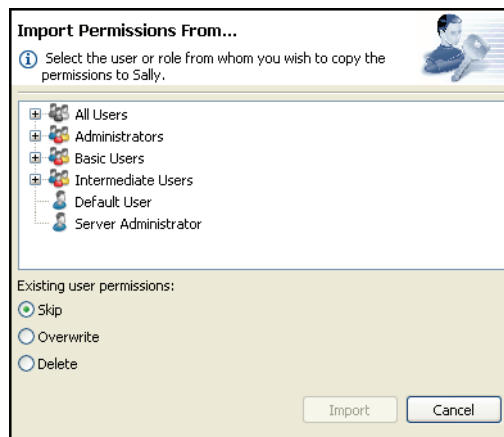 Import Permissions From...
Select the user or role from whom you wish to copy the
permissions to Sally.
All Users
Administrators
Basic Users
Intermediate Users
Default User
Server Administrator
Existing user permissions:
Skip
Overwrite
Delete
Import
Cancel